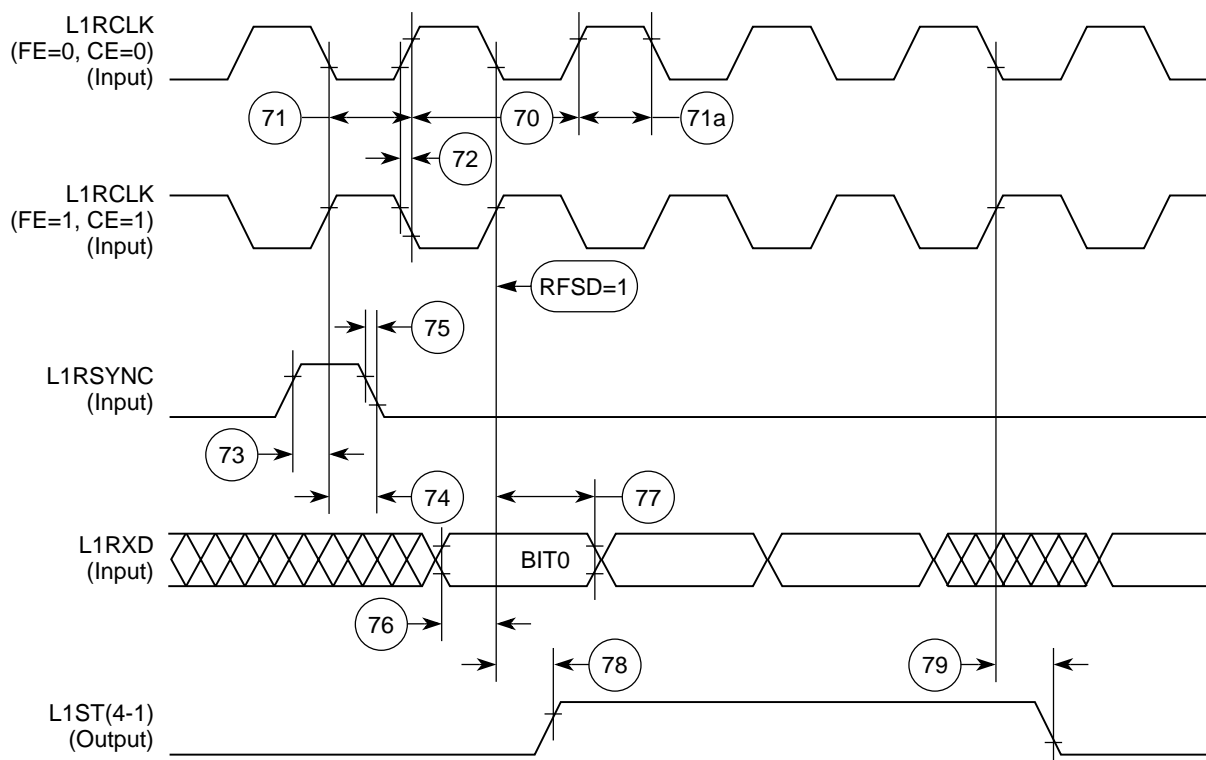 L1RCLK
(FE=0, CE=0)
(Input)
71
70
71a
72
L1RCLK
(FE=1, CE=1)
(Input)
RFSD=1
75
L1RSYNC
(Input)
73
74
77
L1RXD
(Input)
BIT0
76
78
79
L1ST(4-1)
(Output)